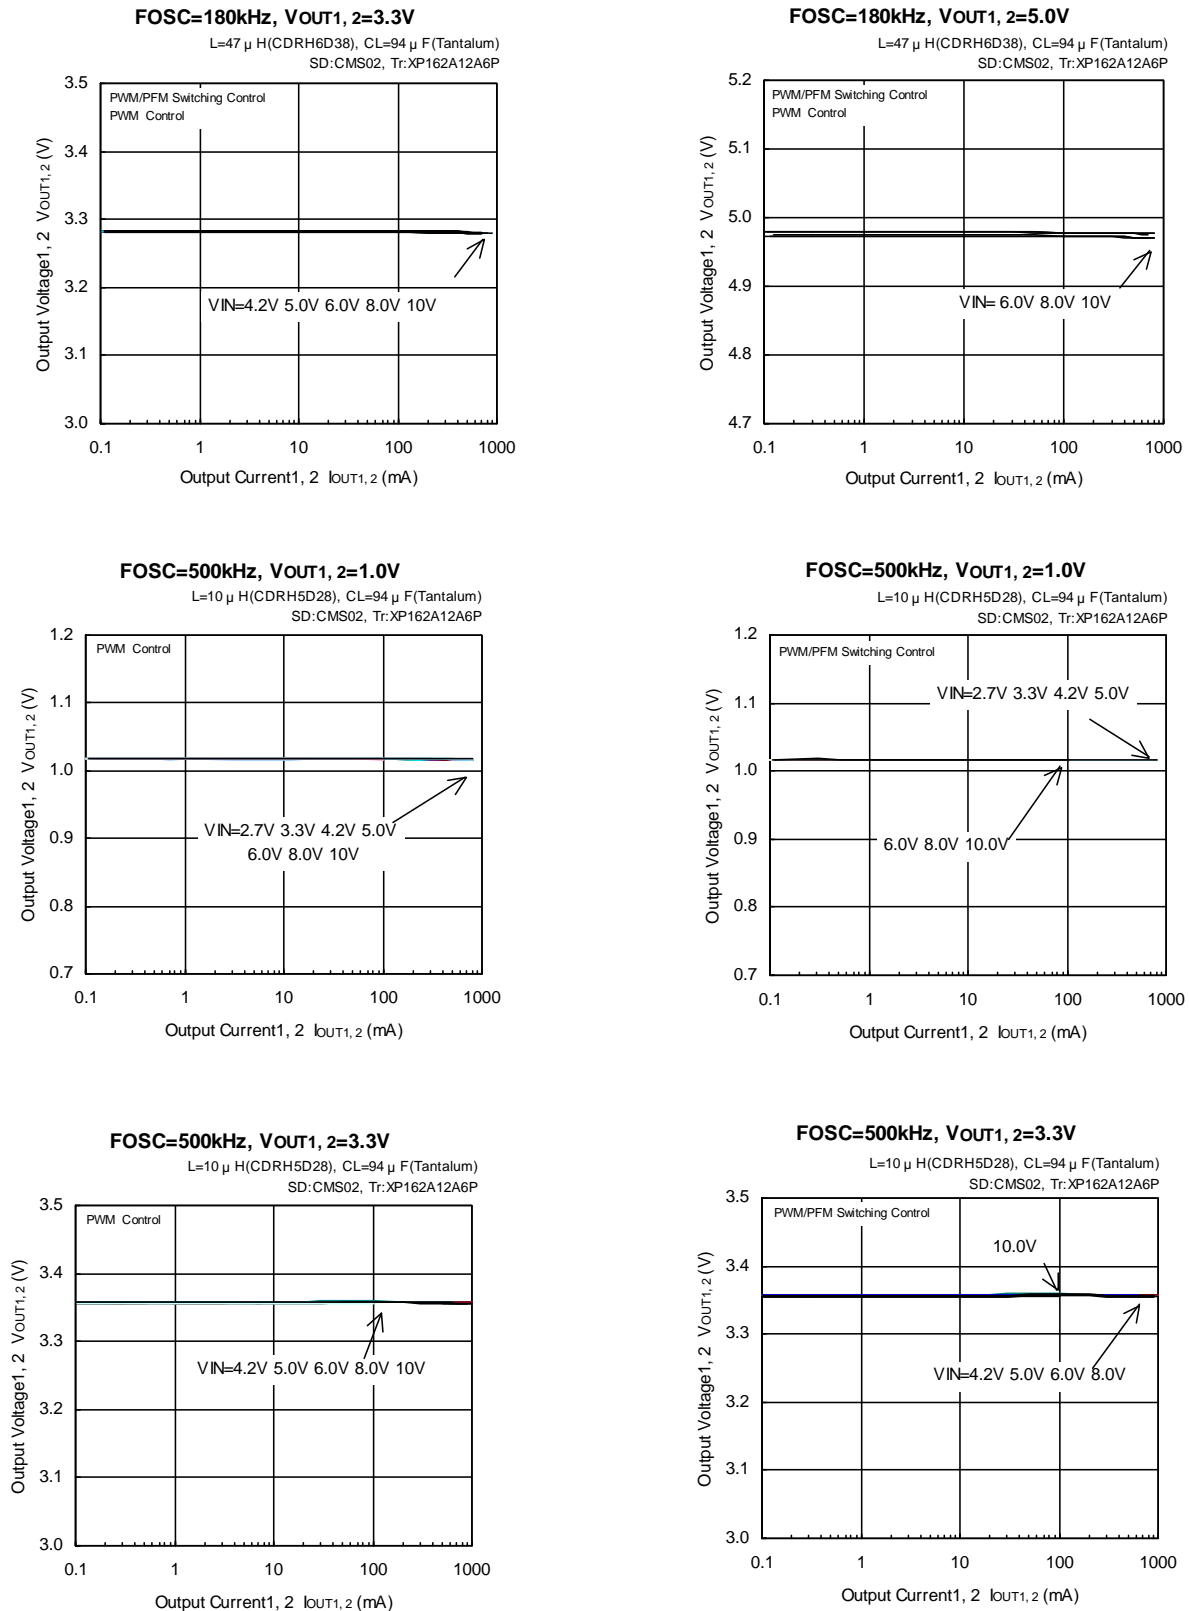 FOSC=180kHz, VOUT1, 2=3.3V
L=47 μ H(CDRH6D38), CL=94 μ F(Tantalum)
SD:CMS02, Tr:XP162A12A6P
PWM/PFM Switching Control
PWM Control
3.5
3.4
3.3
3.2
3.1
3.0
Output Voltage1, 2 VOUT1, 2 (V)
VIN=4.2V 5.0V 6.0V 8.0V 10V
0.1 1 10 100 1000
Output Current1, 2 IOUT1, 2 (mA)
FOSC=180kHz, VOUT1, 2=5.0V
L=47 μ H(CDRH6D38), CL=94 μ F(Tantalum)
SD:CMS02, Tr:XP162A12A6P
PWM/PFM Switching Control
PWM Control
5.2
5.1
5.0
4.9
4.8
4.7
Output Voltage1, 2 VOUT1, 2 (V)
VIN= 6.0V 8.0V 10V
0.1 1 10 100 1000
Output Current1, 2 IOUT1, 2 (mA)
FOSC=500kHz, VOUT1, 2=1.0V
L=10 μ H(CDRH5D28), CL=94 μ F(Tantalum)
SD:CMS02, Tr:XP162A12A6P
PWM Control
1.2
1.1
1.0
0.9
0.8
0.7
Output Voltage1, 2 VOUT1, 2 (V)
VIN=2.7V 3.3V 4.2V 5.0V
6.0V 8.0V 10V
0.1 1 10 100 1000
Output Current1, 2 IOUT1, 2 (mA)
FOSC=500kHz, VOUT1, 2=1.0V
L=10 μ H(CDRH5D28), CL=94 μ F(Tantalum)
SD:CMS02, Tr:XP162A12A6P
PWM/PFM Switching Control
1.2
1.1
1.0
0.9
0.8
0.7
Output Voltage1, 2 VOUT1, 2 (V)
VIN=2.7V 3.3V 4.2V 5.0V
6.0V 8.0V 10.0V
0.1 1 10 100 1000
Output Current1, 2 IOUT1, 2 (mA)
FOSC=500kHz, VOUT1, 2=3.3V
L=10 μ H(CDRH5D28), CL=94 μ F(Tantalum)
SD:CMS02, Tr:XP162A12A6P
PWM Control
3.5
3.4
3.3
3.2
3.1
3.0
Output Voltage1, 2 VOUT1, 2 (V)
VIN=4.2V 5.0V 6.0V 8.0V 10V
0.1 1 10 100 1000
Output Current1, 2 IOUT1, 2 (mA)
FOSC=500kHz, VOUT1, 2=3.3V
L=10 μ H(CDRH5D28), CL=94 μ F(Tantalum)
SD:CMS02, Tr:XP162A12A6P
PWM/PFM Switching Control
3.5
3.4
3.3
3.2
3.1
3.0
Output Voltage1, 2 VOUT1, 2 (V)
10.0V
VIN=4.2V 5.0V 6.0V 8.0V
0.1 1 10 100 1000
Output Current1, 2 IOUT1, 2 (mA)